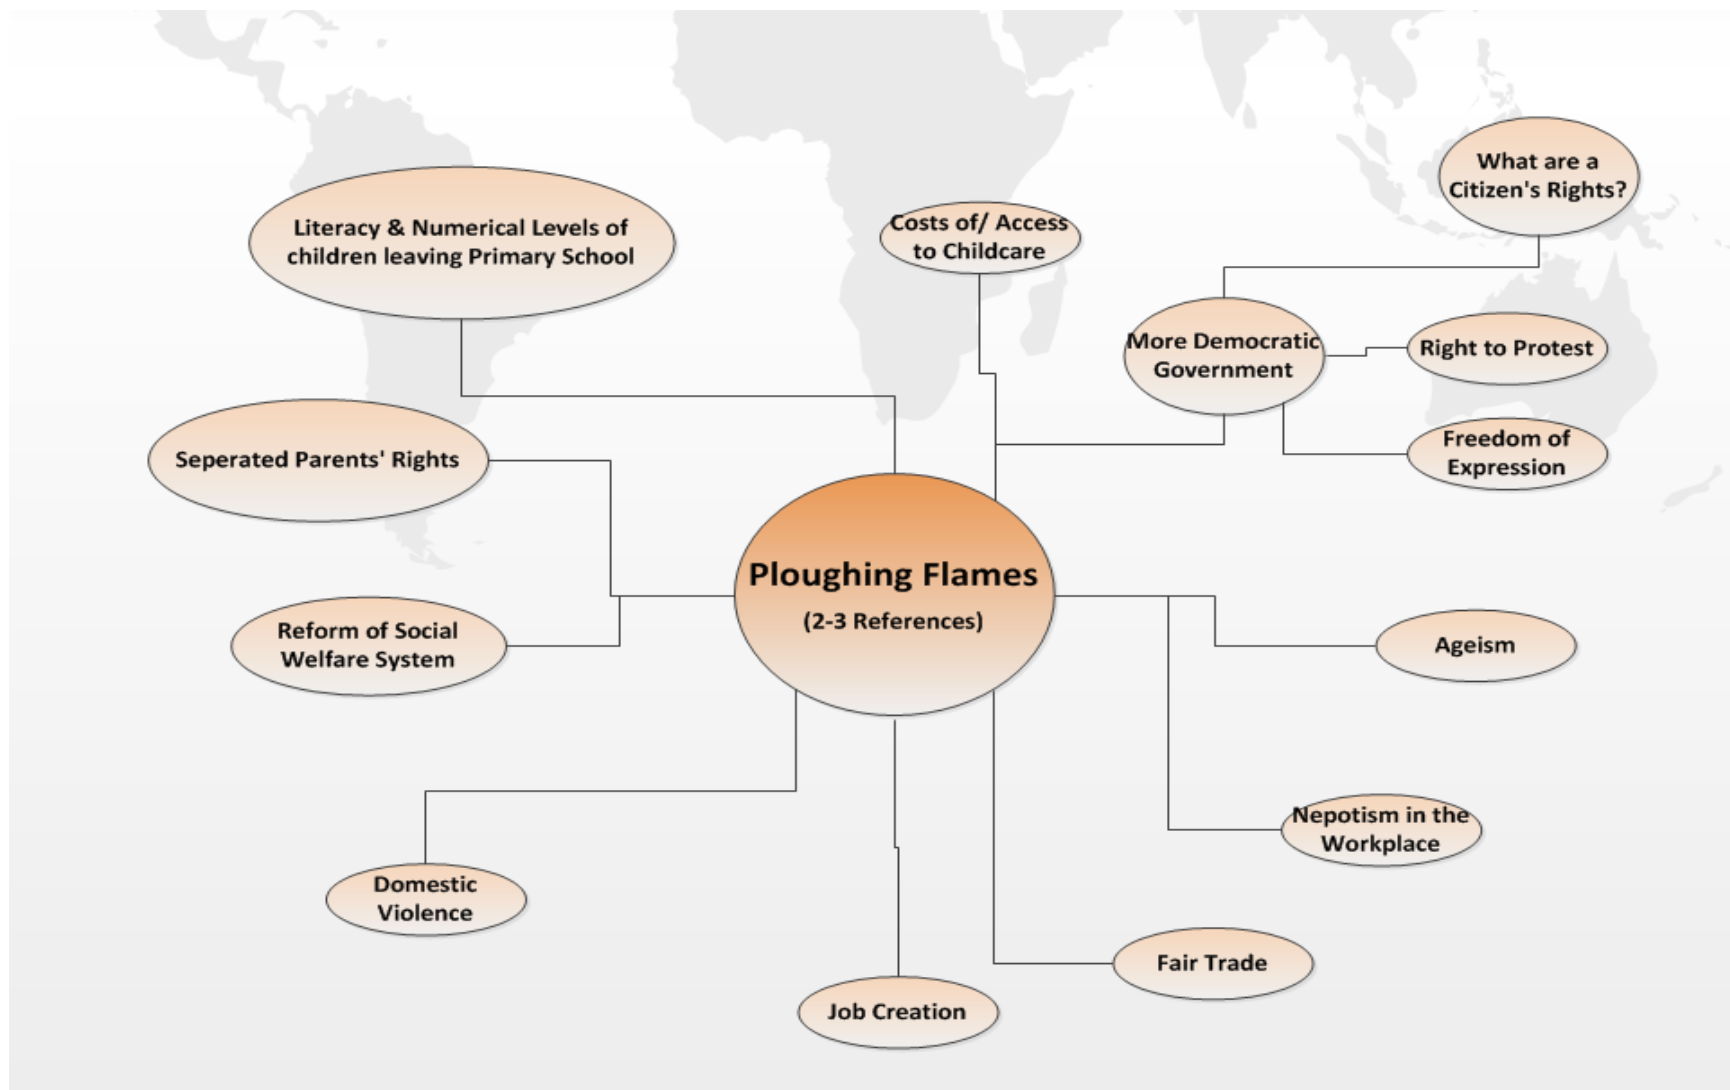 What are a
Citizen's Rights?
Literacy & Numerical Levels of
children leaving Primary School
Costs of/ Access
to Childcare
More Democratic
Government
Right to Protest
Freedom of
Expression
Seperated Parents' Rights
Ploughing Flames
(2-3 References)
Reform of Social
Welfare System
Ageism
Nepotism in the
Workplace
Domestic
Violence
Fair Trade
Job Creation